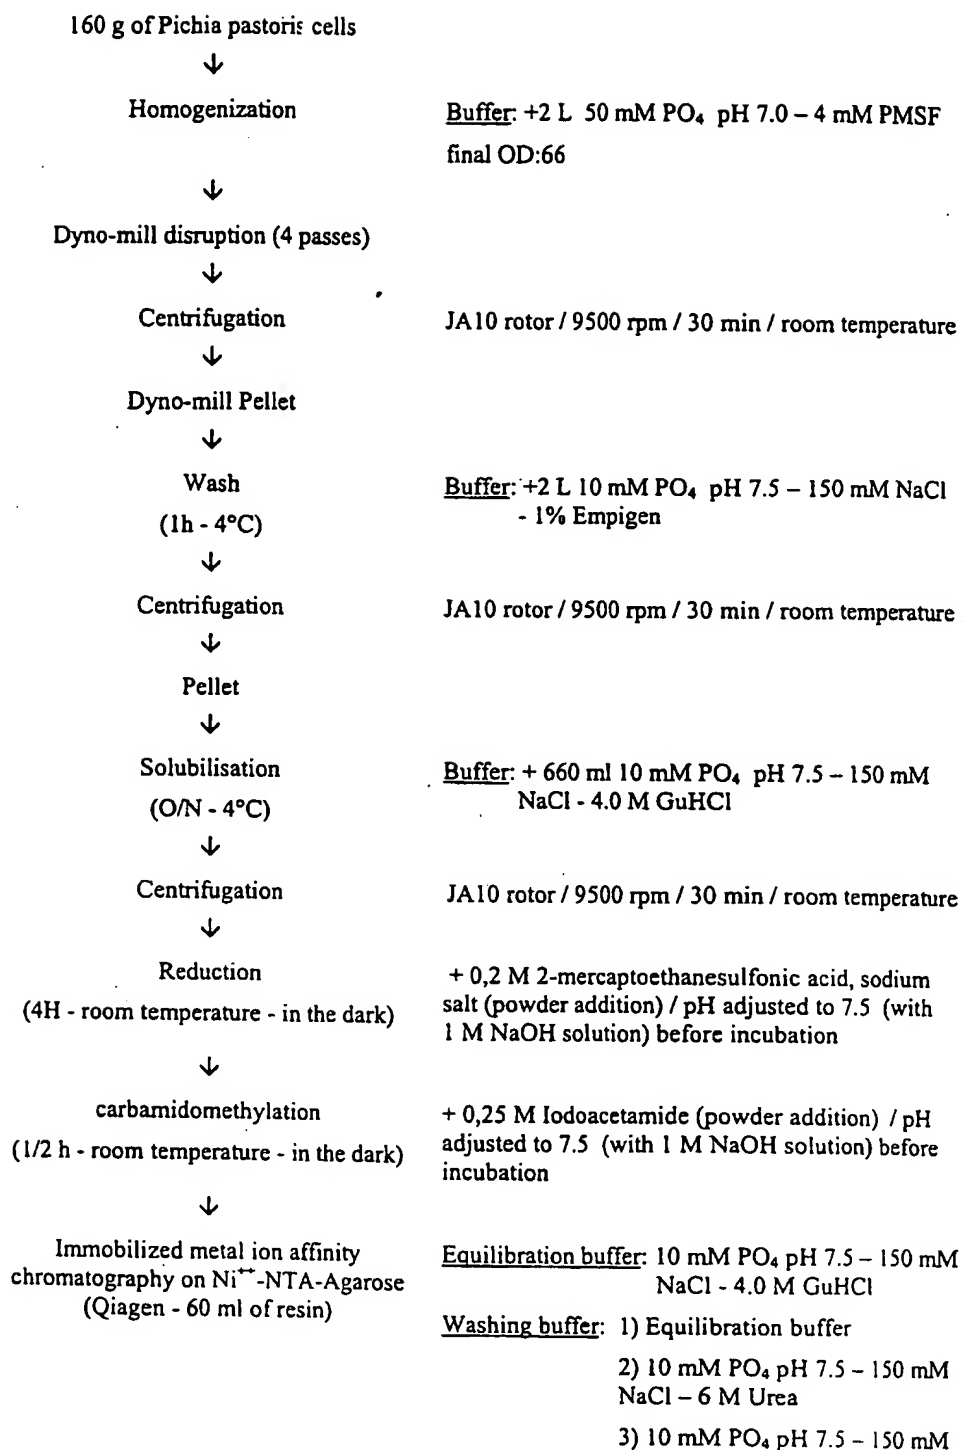 160 g of Pichia pastoris cells
↓
Homogenization
Buffer: +2 L 50 mM PO₄ pH 7.0 – 4 mM PMSF
final OD:66
↓
Dyno-mill disruption (4 passes)
↓
Centrifugation
JA10 rotor / 9500 rpm / 30 min / room temperature
↓
Dyno-mill Pellet
↓
Wash
(1h - 4°C)
Buffer: +2 L 10 mM PO₄ pH 7.5 – 150 mM NaCl
- 1% Empigen
↓
Centrifugation
JA10 rotor / 9500 rpm / 30 min / room temperature
↓
Pellet
↓
Solubilisation
(O/N - 4°C)
Buffer: + 660 ml 10 mM PO₄ pH 7.5 – 150 mM
NaCl - 4.0 M GuHCl
↓
Centrifugation
JA10 rotor / 9500 rpm / 30 min / room temperature
↓
Reduction
(4H - room temperature - in the dark)
+ 0,2 M 2-mercaptoethanesulfonic acid, sodium
salt (powder addition) / pH adjusted to 7.5 (with
1 M NaOH solution) before incubation
↓
carbamidomethylation
(1/2 h - room temperature - in the dark)
+ 0,25 M Iodoacetamide (powder addition) / pH
adjusted to 7.5 (with 1 M NaOH solution) before
incubation
↓
Immobilized metal ion affinity
chromatography on Ni⁺⁺-NTA-Agarose
(Qiagen - 60 ml of resin)
Equilibration buffer: 10 mM PO₄ pH 7.5 – 150 mM
NaCl - 4.0 M GuHCl
Washing buffer: 1) Equilibration buffer
2) 10 mM PO₄ pH 7.5 – 150 mM
NaCl – 6 M Urea
3) 10 mM PO₄ pH 7.5 – 150 mM